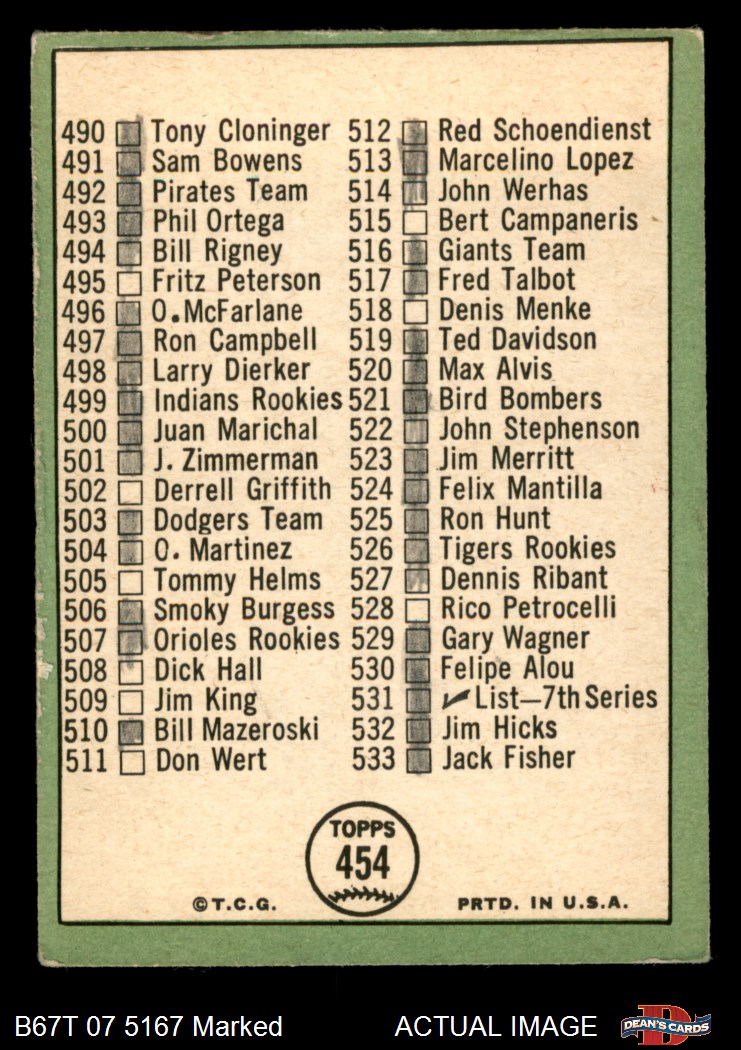 490 Tony Cloninger
491 Sam Bowens
492 Pirates Team
493 Phil Ortega
494 Bill Rigney
495 Fritz Peterson
496 O. McFarlane
497 Ron Campbell
498 Larry Dierker
499 Indians Rookies
500 Juan Marichal
501 J. Zimmerman
502 Derrell Griffith
503 Dodgers Team
504 O. Martinez
505 Tommy Helms
506 Smoky Burgess
507 Orioles Rookies
508 Dick Hall
509 Jim King
510 Bill Mazeroski
511 Don Wert
512 Red Schoendienst
513 Marcelino Lopez
514 John Werhas
515 Bert Campaneris
516 Giants Team
517 Fred Talbot
518 Denis Menke
519 Ted Davidson
520 Max Alvis
521 Bird Bombers
522 John Stephenson
523 Jim Merritt
524 Felix Mantilla
525 Ron Hunt
526 Tigers Rookies
527 Dennis Ribant
528 Rico Petrocelli
529 Gary Wagner
530 Felipe Alou
531 ✓ List—7th Series
532 Jim Hicks
533 Jack Fisher
TOPPS
454
©T.C.G.
PRTD. IN U.S.A.
B67T 07 5167 Marked
ACTUAL IMAGE
D
DEAN'S CARDS